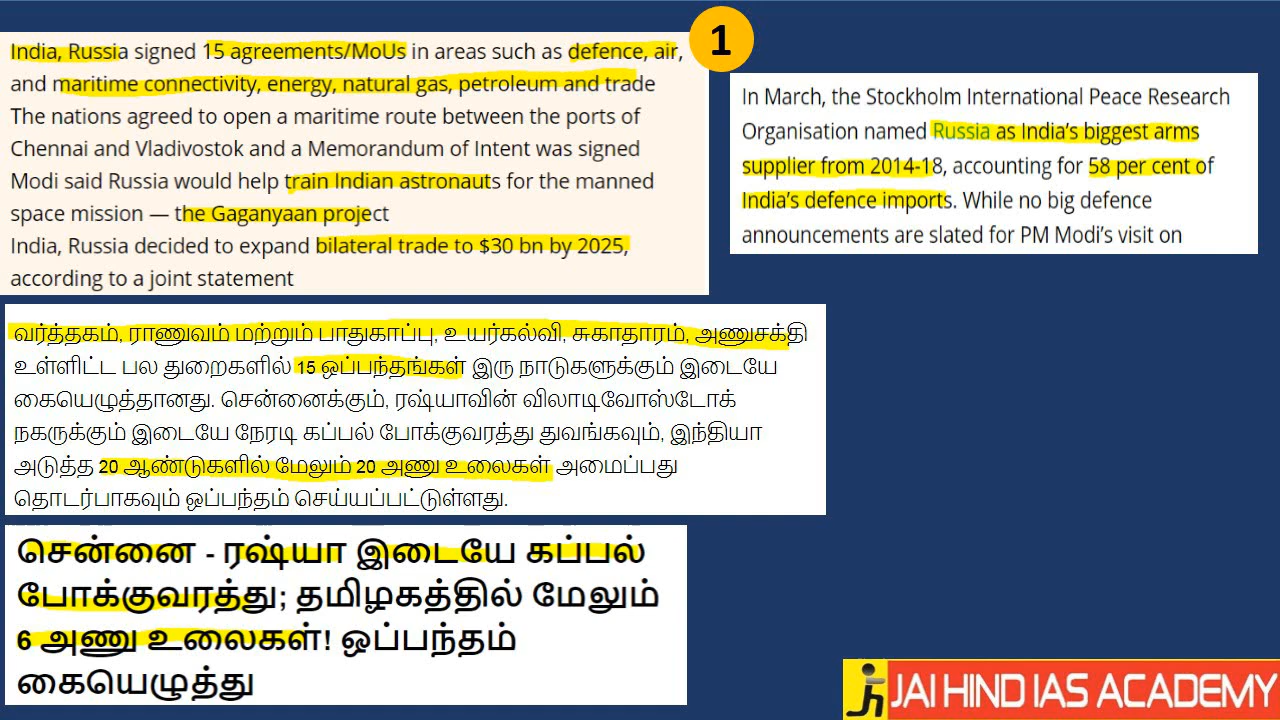 India, Russia signed 15 agreements/MoUs in areas such as defence, air,
and maritime connectivity, energy, natural gas, petroleum and trade
The nations agreed to open a maritime route between the ports of
Chennai and Vladivostok and a Memorandum of Intent was signed
Modi said Russia would help train Indian astronauts for the manned
space mission — the Gaganyaan project
India, Russia decided to expand bilateral trade to $30 bn by 2025,
according to a joint statement
1
In March, the Stockholm International Peace Research
Organisation named Russia as India's biggest arms
supplier from 2014-18, accounting for 58 per cent of
India's defence imports. While no big defence
announcements are slated for PM Modi's visit on
வர்த்தகம், ராணுவம் மற்றும் பாதுகாப்பு, உயர்கல்வி, சுகாதாரம், அணுசக்தி
உள்ளிட்ட பல துறைகளில் 15 ஒப்பந்தங்கள் இரு நாடுகளுக்கும் இடையே
கையெழுத்தானது. சென்னைக்கும், ரஷ்யாவின் விலாடிவோஸ்டோக்
நகருக்கும் இடையே நேரடி கப்பல் போக்குவரத்து துவங்கவும், இந்தியா
அடுத்த 20 ஆண்டுகளில் மேலும் 20 அணு உலைகள் அமைப்பது
தொடர்பாகவும் ஒப்பந்தம் செய்யப்பட்டுள்ளது.
சென்னை - ரஷ்யா இடையே கப்பல்
போக்குவரத்து; தமிழகத்தில் மேலும்
6 அணு உலைகள்! ஒப்பந்தம்
கையெழுத்து
JAI HIND IAS ACADEMY